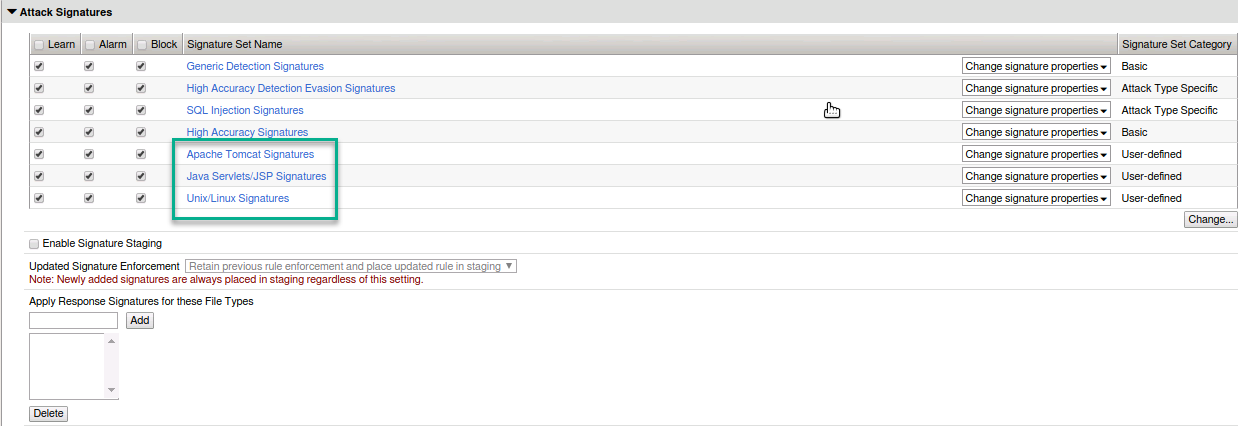 Attack Signatures
Learn Alarm Block Signature Set Name Signature Set Category
Generic Detection Signatures Change signature properties Basic
High Accuracy Detection Evasion Signatures Change signature properties Attack Type Specific
SQL Injection Signatures Change signature properties Attack Type Specific
High Accuracy Signatures Change signature properties Basic
Apache Tomcat Signatures Change signature properties User-defined
Java Servlets/JSP Signatures Change signature properties User-defined
Unix/Linux Signatures Change signature properties User-defined
Change...
Enable Signature Staging
Updated Signature Enforcement Retain previous rule enforcement and place updated rule in staging
Note: Newly added signatures are always placed in staging regardless of this setting.
Apply Response Signatures for these File Types
Add
Delete